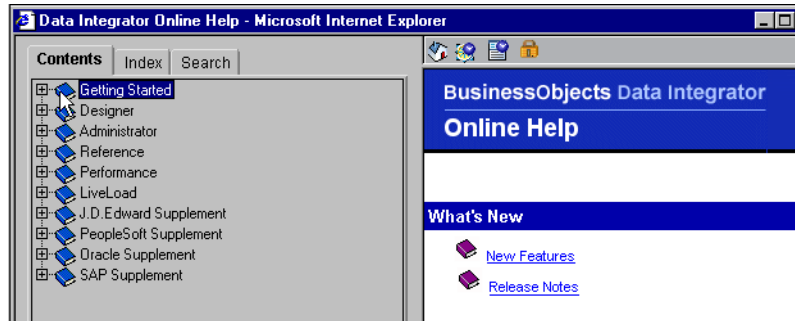 Data Integrator Online Help - Microsoft Internet Explorer
Contents Index Search
Getting Started
Designer
Administrator
Reference
Performance
LiveLoad
J.D.Edward Supplement
PeopleSoft Supplement
Oracle Supplement
SAP Supplement
BusinessObjects Data Integrator
Online Help
What's New
New Features
Release Notes